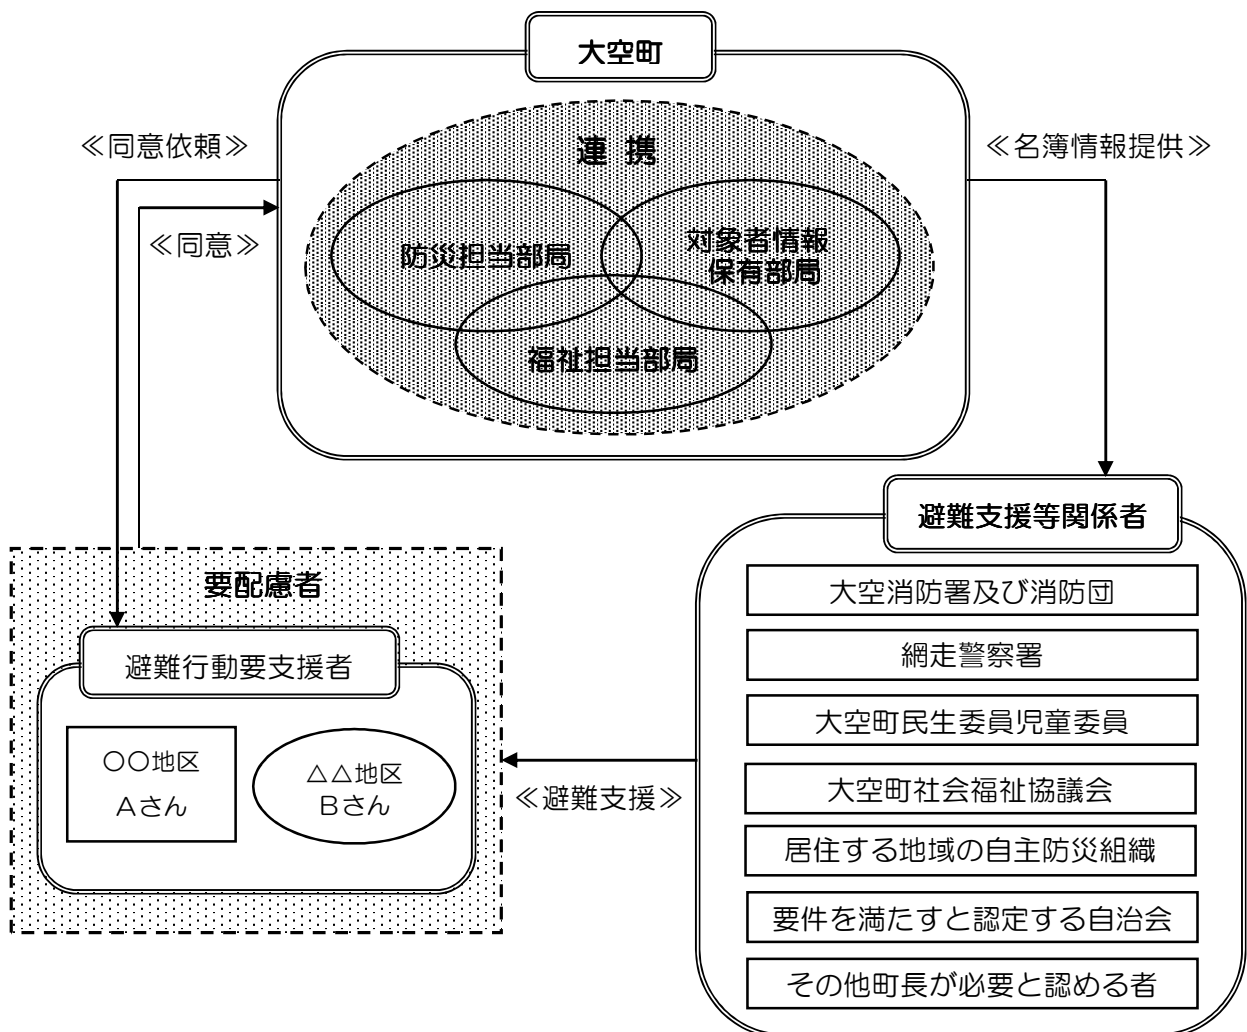 大空町
連 携
防災担当部局
対象者情報
保有部局
福祉担当部局
≪同意依頼≫
≪同意≫
≪名簿情報提供≫
要配慮者
避難行動要支援者
〇〇地区
Aさん
△△地区
Bさん
≪避難支援≫
避難支援等関係者
大空消防署及び消防団
網走警察署
大空町民生委員児童委員
大空町社会福祉協議会
居住する地域の自主防災組織
要件を満たすと認定する自治会
その他町長が必要と認める者